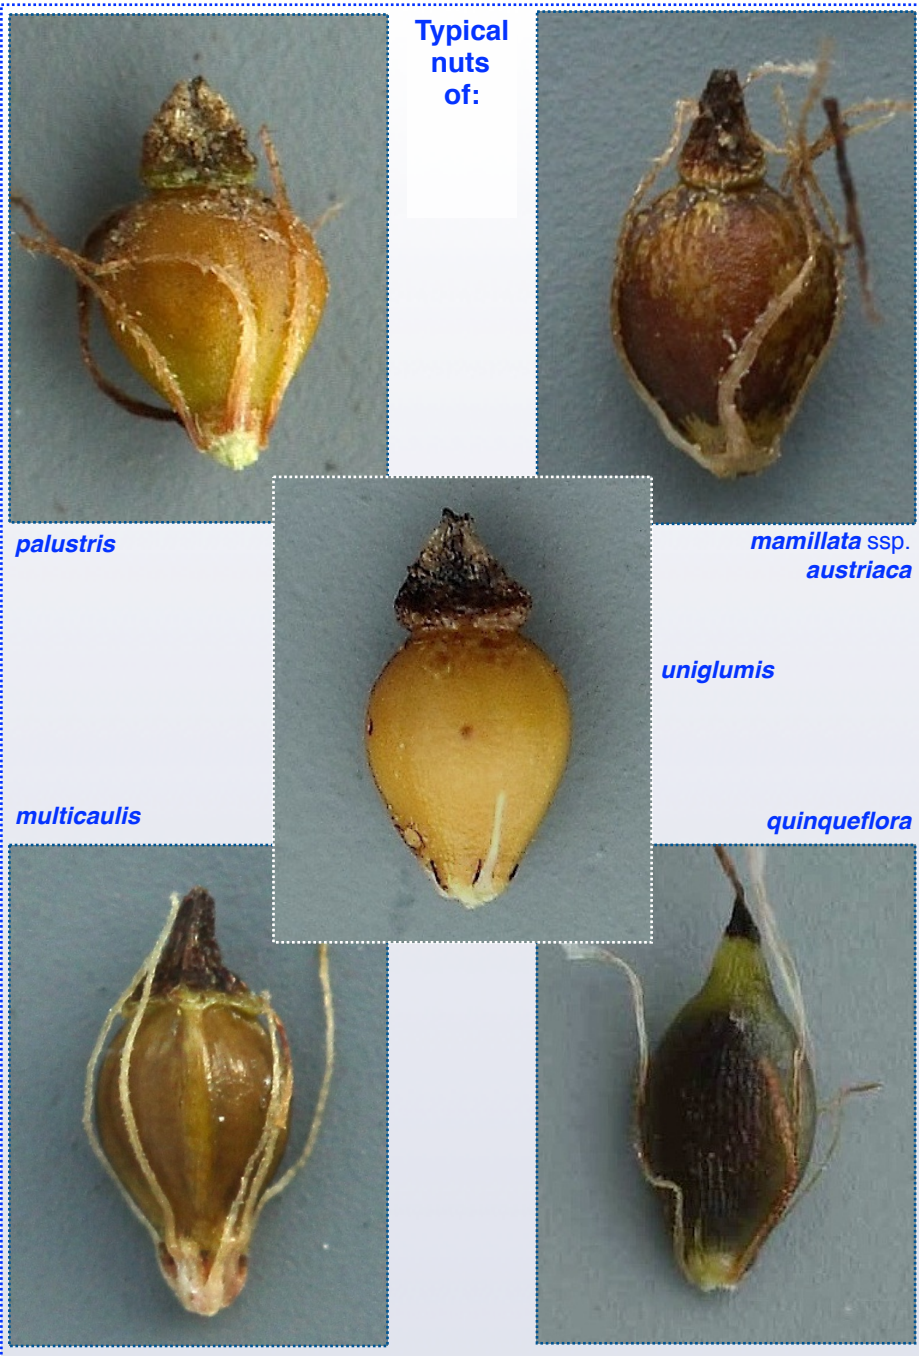 Typical
nuts
of:
palustris
mamillata ssp.
austriaca
uniglumis
multicaulis
quinqueflora